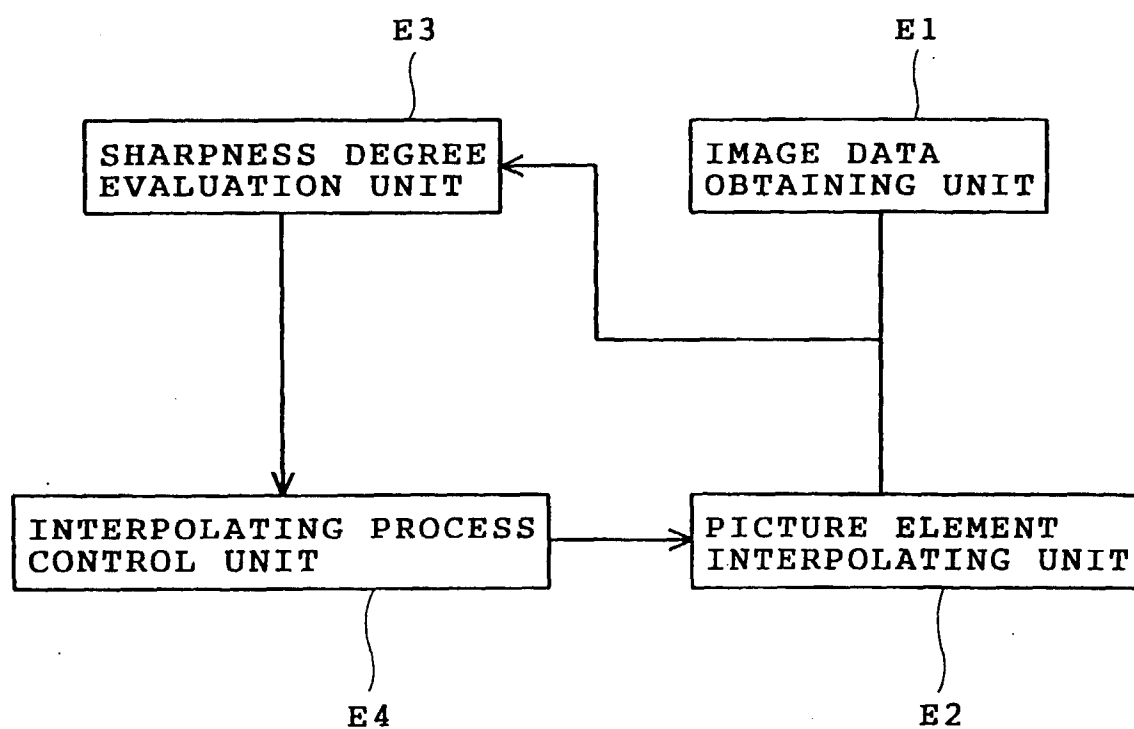 E3
E1
SHARPNESS DEGREE
EVALUATION UNIT
IMAGE DATA
OBTAINING UNIT
INTERPOLATING PROCESS
CONTROL UNIT
PICTURE ELEMENT
INTERPOLATING UNIT
E4
E2